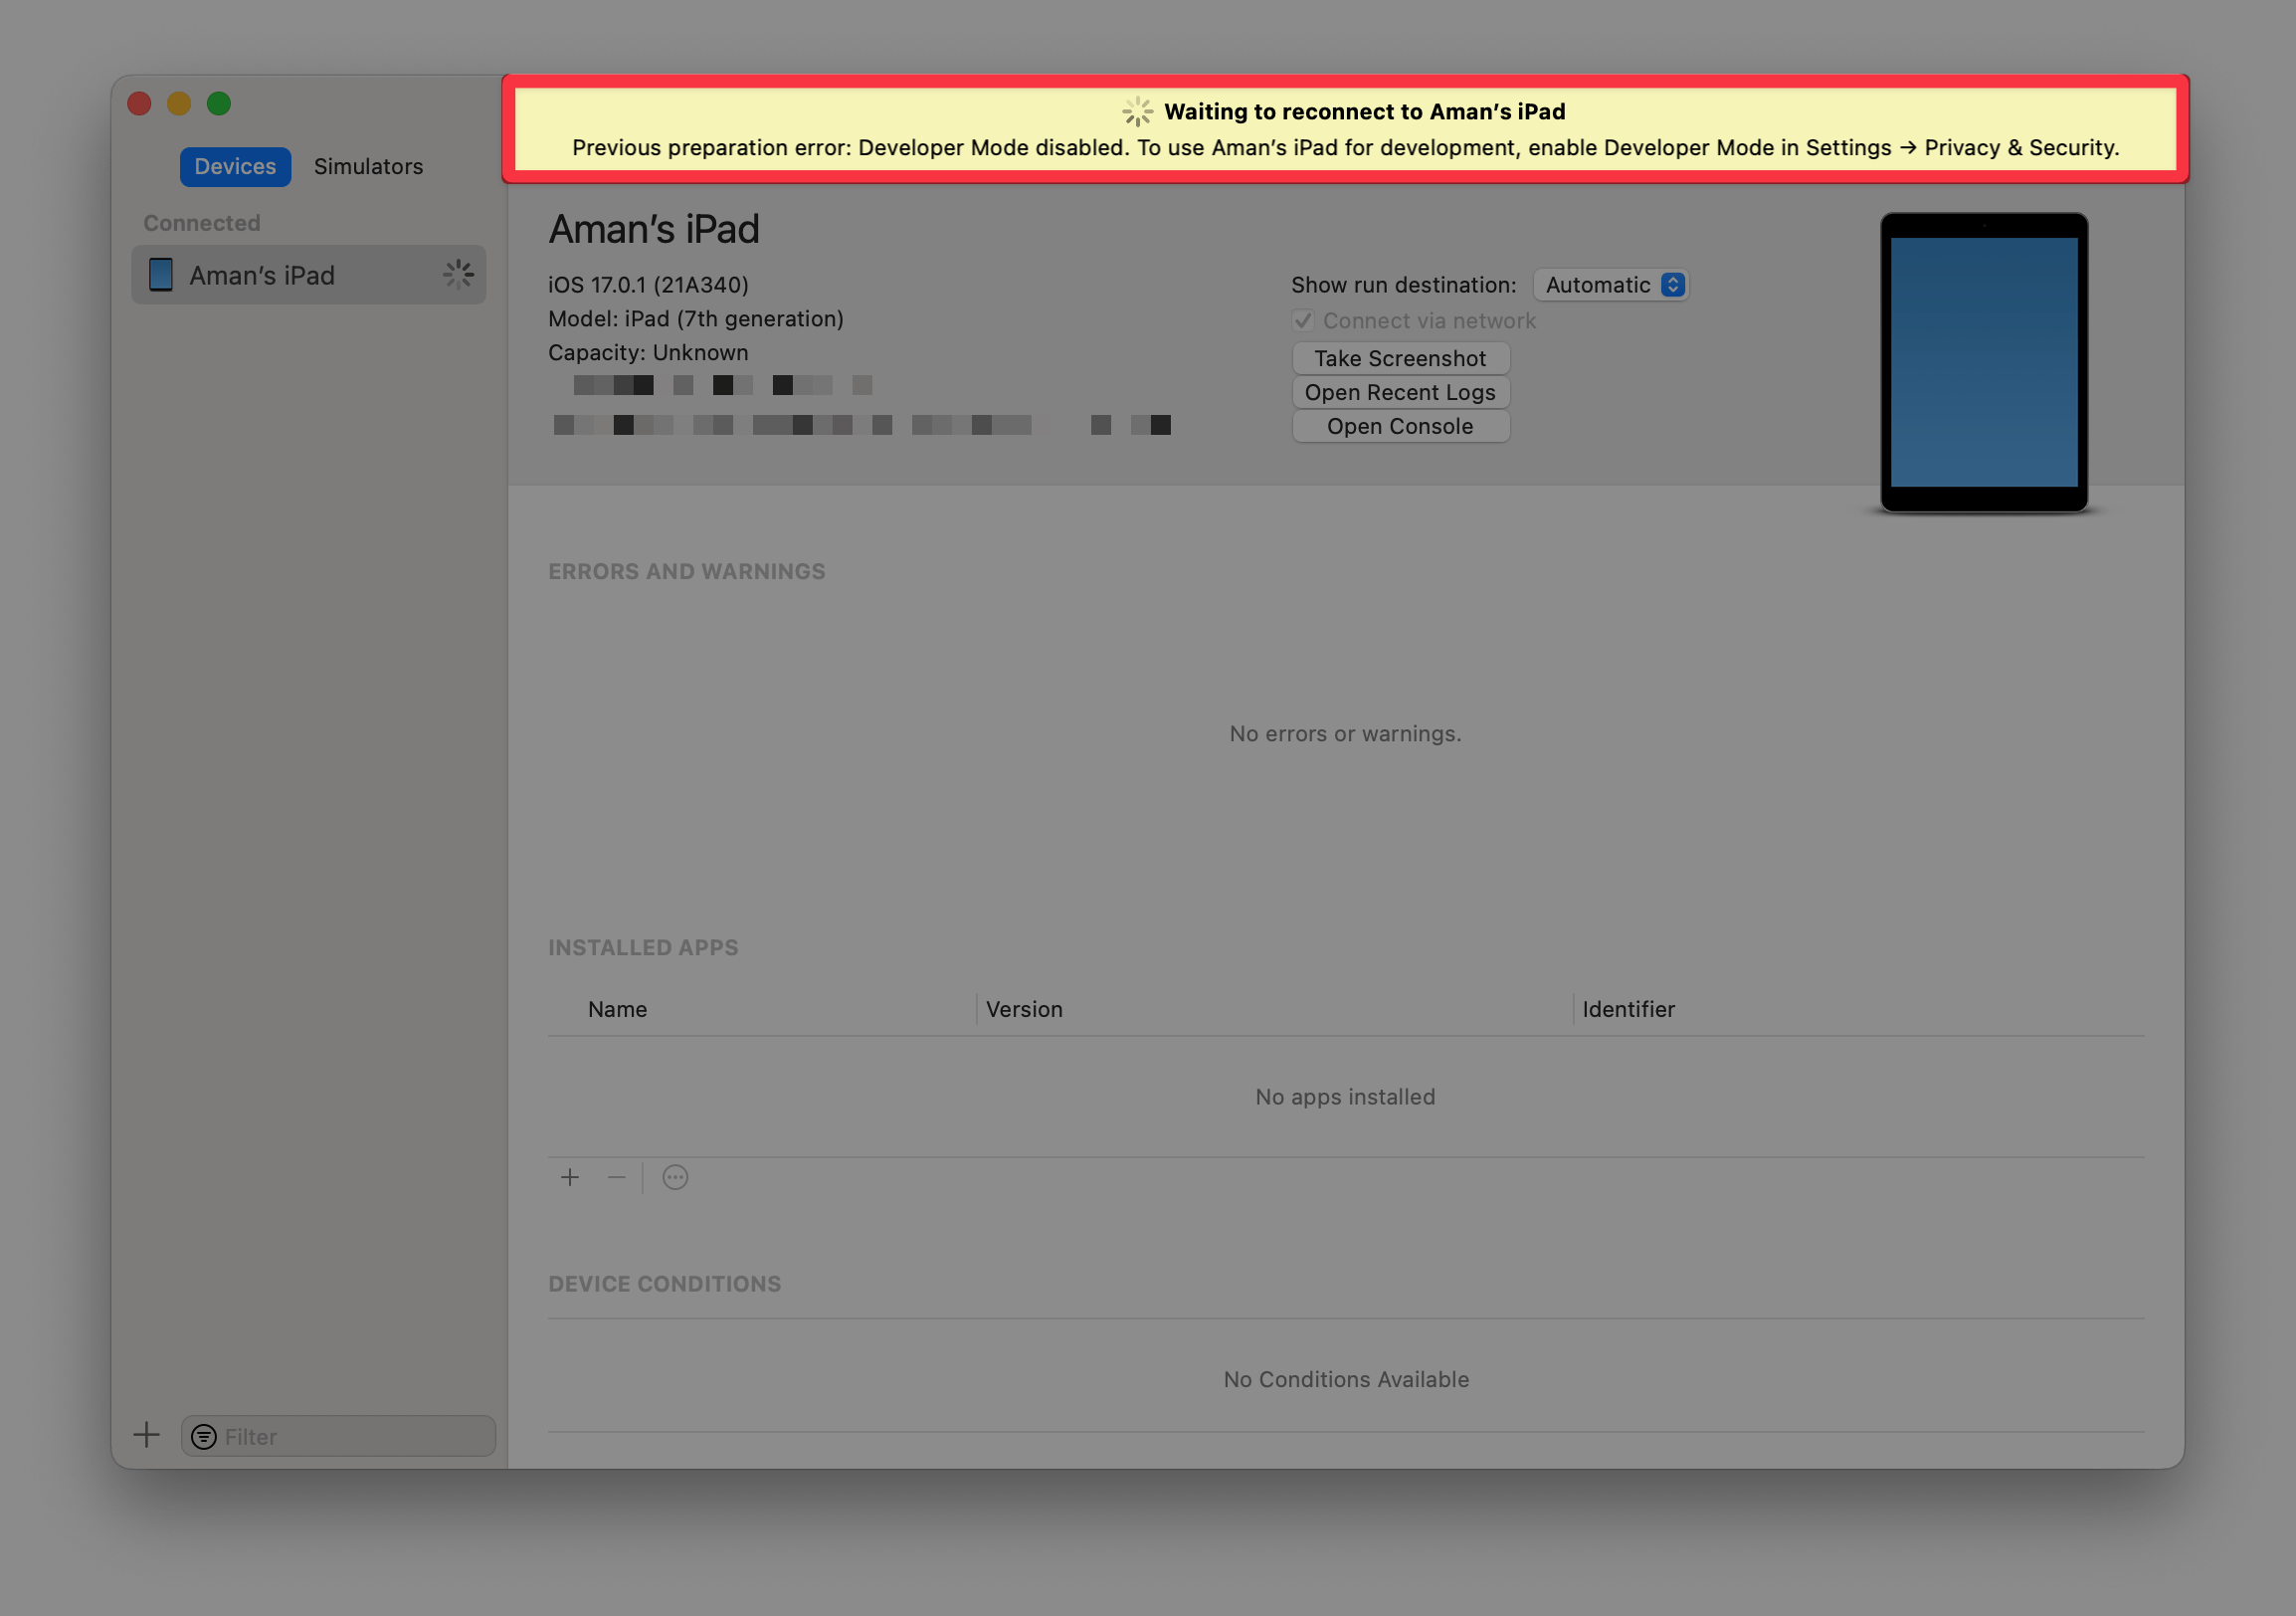 Waiting to reconnect to Aman’s iPad
Previous preparation error: Developer Mode disabled. To use Aman’s iPad for development, enable Developer Mode in Settings → Privacy & Security.
Devices
Simulators
Connected
Aman’s iPad
Filter
Aman’s iPad
iOS 17.0.1 (21A340)
Model: iPad (7th generation)
Capacity: Unknown
Show run destination: Automatic
Connect via network
Take Screenshot
Open Recent Logs
Open Console
ERRORS AND WARNINGS
No errors or warnings.
INSTALLED APPS
Name Version Identifier
No apps installed
DEVICE CONDITIONS
No Conditions Available